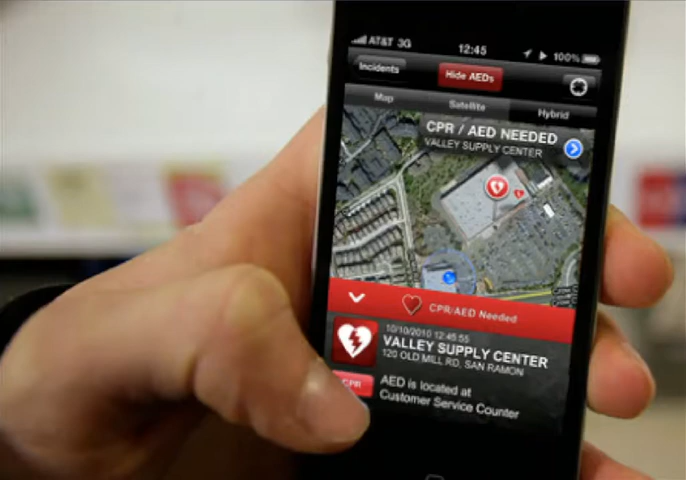 AT&T 3G 12:45 100%
Incidents Hide AEDs
Map Satellite Hybrid
CPR / AED NEEDED
VALLEY SUPPLY CENTER
CPR/AED Needed
10/10/2010 12:45:55
VALLEY SUPPLY CENTER
120 OLD MILL RD, SAN RAMON
CPR
AED is located at
Customer Service Counter